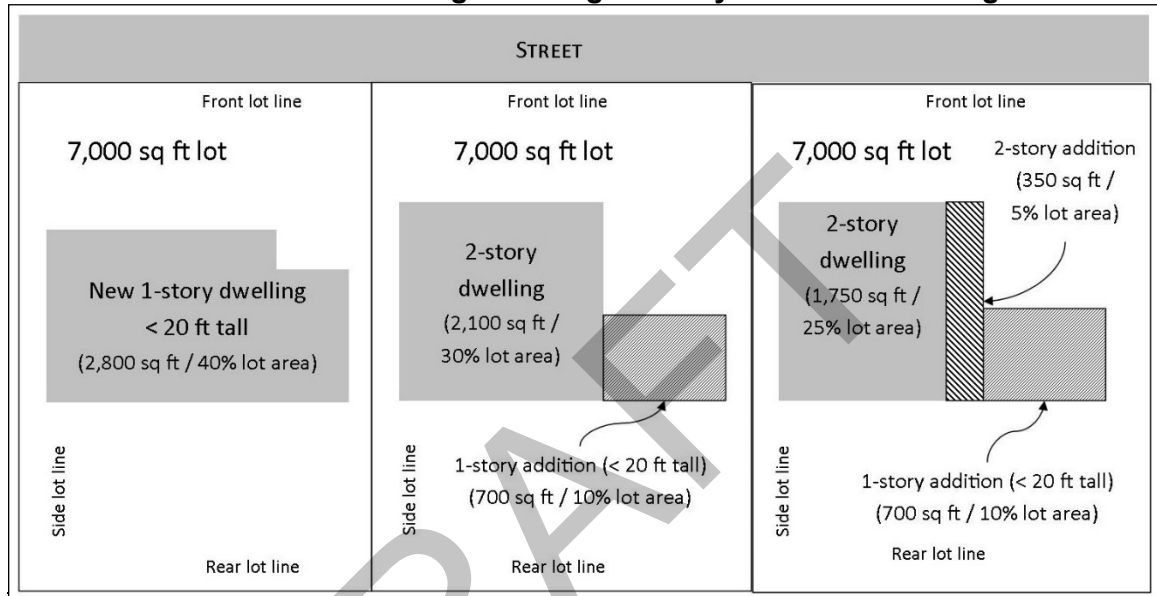 STREET
Front lot line
7,000 sq ft lot
New 1-story dwelling
< 20 ft tall
(2,800 sq ft / 40% lot area)
Side lot line
Rear lot line
Front lot line
7,000 sq ft lot
2-story
dwelling
(2,100 sq ft /
30% lot area)
1-story addition (< 20 ft tall)
(700 sq ft / 10% lot area)
Side lot line
Rear lot line
Front lot line
7,000 sq ft lot
2-story addition
(350 sq ft /
5% lot area)
2-story
dwelling
(1,750 sq ft /
25% lot area)
1-story addition (< 20 ft tall)
(700 sq ft / 10% lot area)
Side lot line
Rear lot line
DRAFT